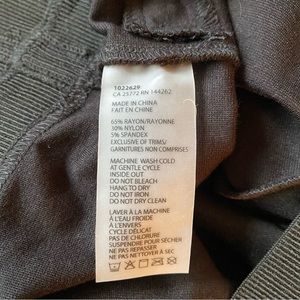 1022629
CA 25772 RN 144262
MADE IN CHINA
FAIT EN CHINE
65% RAYON/RAYONNE
30% NYLON
5% SPANDEX
EXCLUSIVE OF TRIMS/
GARNITURES NON COMPRISES
MACHINE WASH COLD
AT GENTLE CYCLE
INSIDE OUT
DO NOT BLEACH
HANG TO DRY
DO NOT IRON
DO NOT DRY CLEAN
LAVER À LA MACHINE
À L'EAU FROIDE
À L'ENVERS
CYCLE DÉLICAT
PAS DE CHLORURE
SUSPENDRE POUR SÉCHER
NE PAS REPASSER
NE PAS NETTOYER À SEC